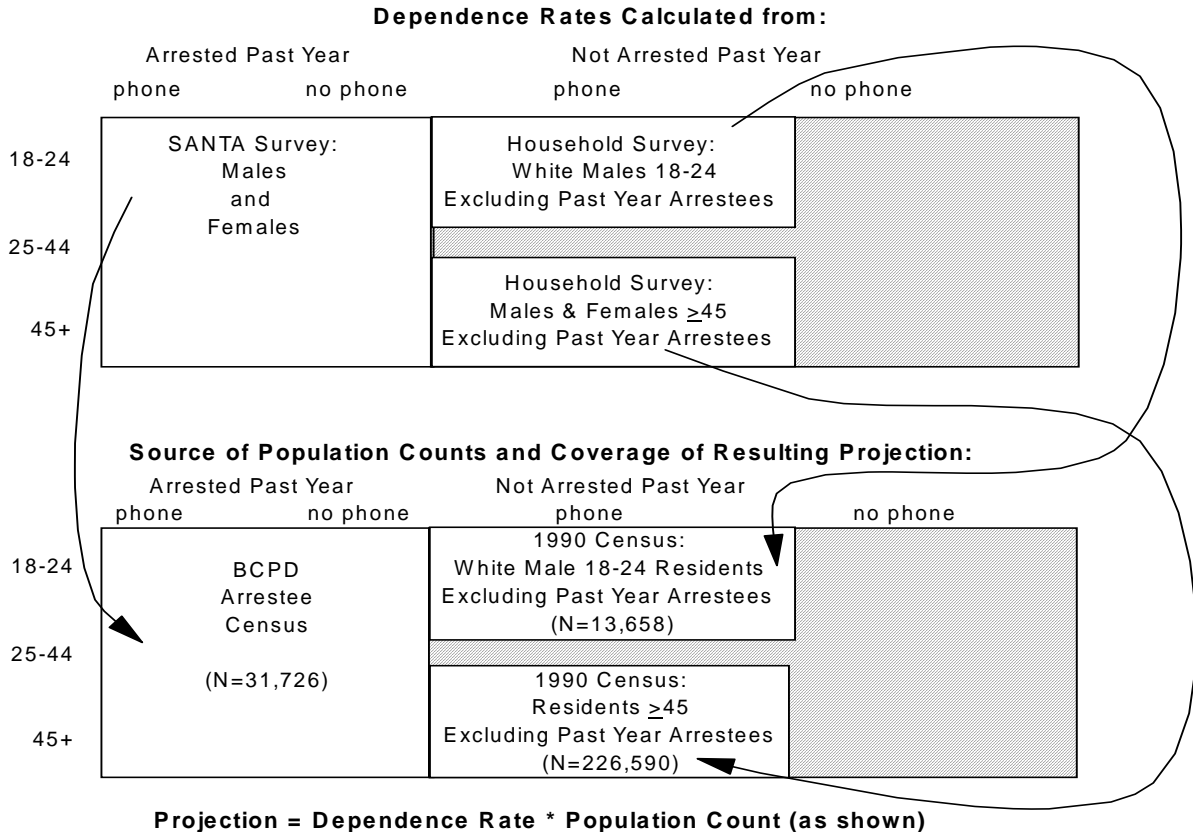 Dependence Rates Calculated from:
Arrested Past Year
Not Arrested Past Year
phone
no phone
phone
no phone
18-24
25-44
45+
SANTA Survey:
Males
and
Females
Household Survey:
White Males 18-24
Excluding Past Year Arrestees
Household Survey:
Males & Females ≥45
Excluding Past Year Arrestees
Source of Population Counts and Coverage of Resulting Projection:
Arrested Past Year
Not Arrested Past Year
phone
no phone
phone
no phone
18-24
25-44
45+
BCPD
Arrestee
Census
(N=31,726)
1990 Census:
White Male 18-24 Residents
Excluding Past Year Arrestees
(N=13,658)
1990 Census:
Residents ≥45
Excluding Past Year Arrestees
(N=226,590)
Projection = Dependence Rate * Population Count (as shown)